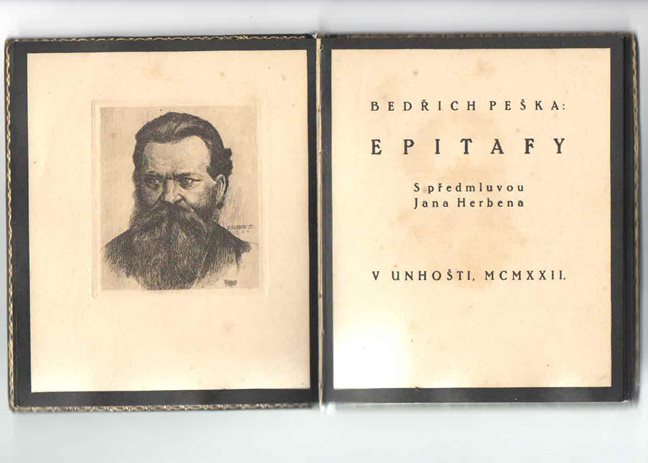 BEDŘICH PEŠKA:
EPITAFY
S předmluvou
Jana Herbena
V UNHOŠTI, MCMXXII.